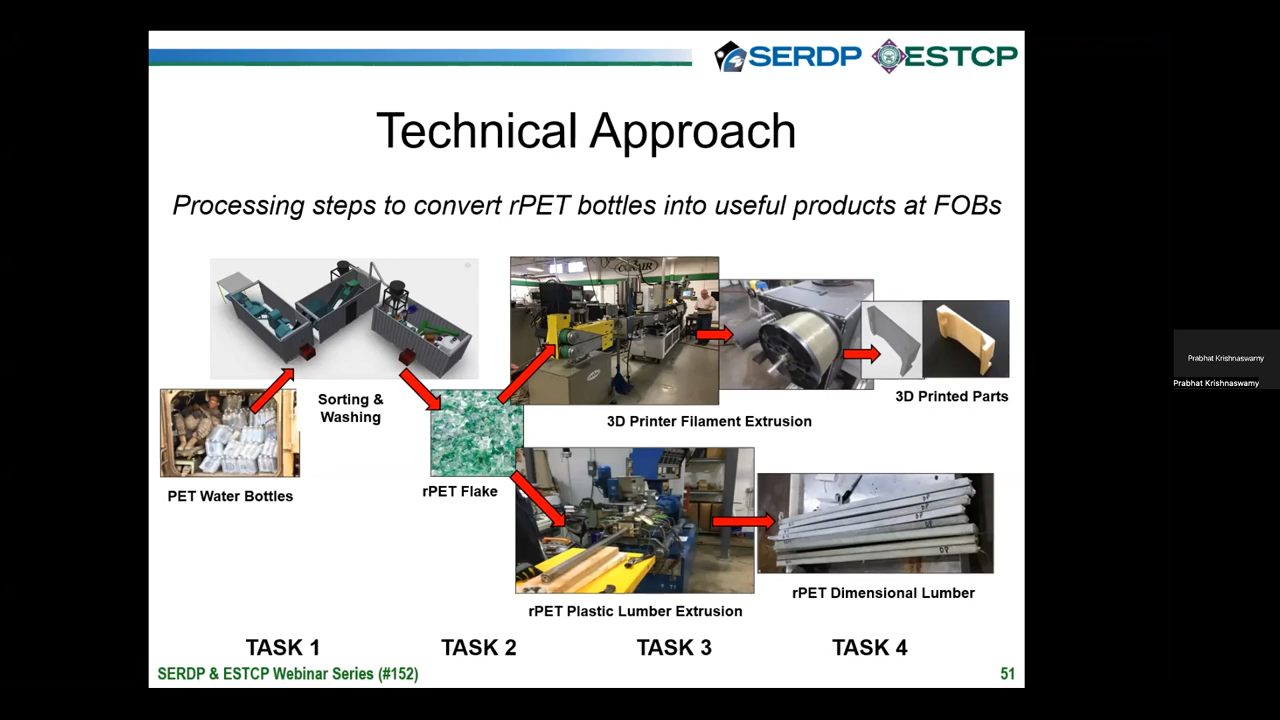 SERDP ESTCP
Technical Approach
Processing steps to convert rPET bottles into useful products at FOBs
CONAIR
Sorting &
Washing
PET Water Bottles
rPET Flake
3D Printer Filament Extrusion
3D Printed Parts
rPET Plastic Lumber Extrusion
rPET Dimensional Lumber
TASK 1 TASK 2 TASK 3 TASK 4
SERDP & ESTCP Webinar Series (#152)
51
Prabhat Krishnaswamy
Prabhat Krishnaswamy